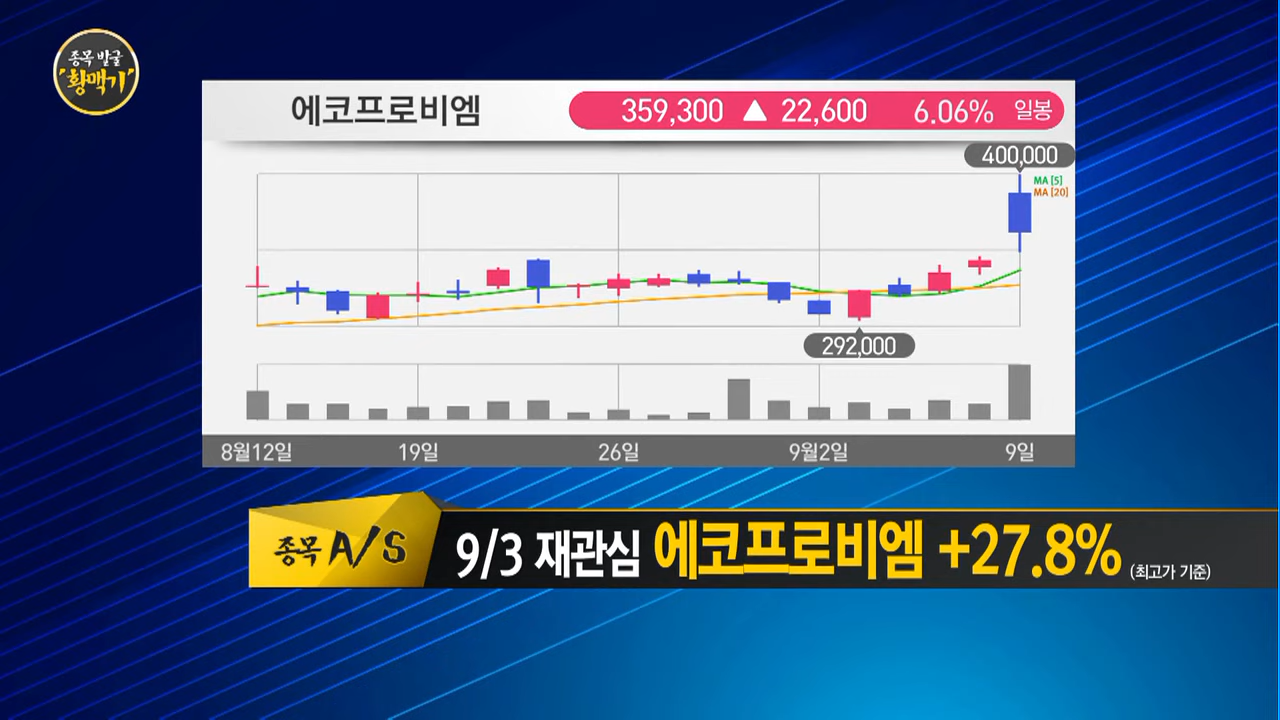 종목 발굴
'황맥기'
에코프로비엠
359,300 ▲ 22,600 6.06% 일봉
400,000
MA [5]
MA [20]
292,000
8월12일 19일 26일 9월2일 9일
종목 A/S
9/3 재관심 에코프로비엠 +27.8% (최고가 기준)